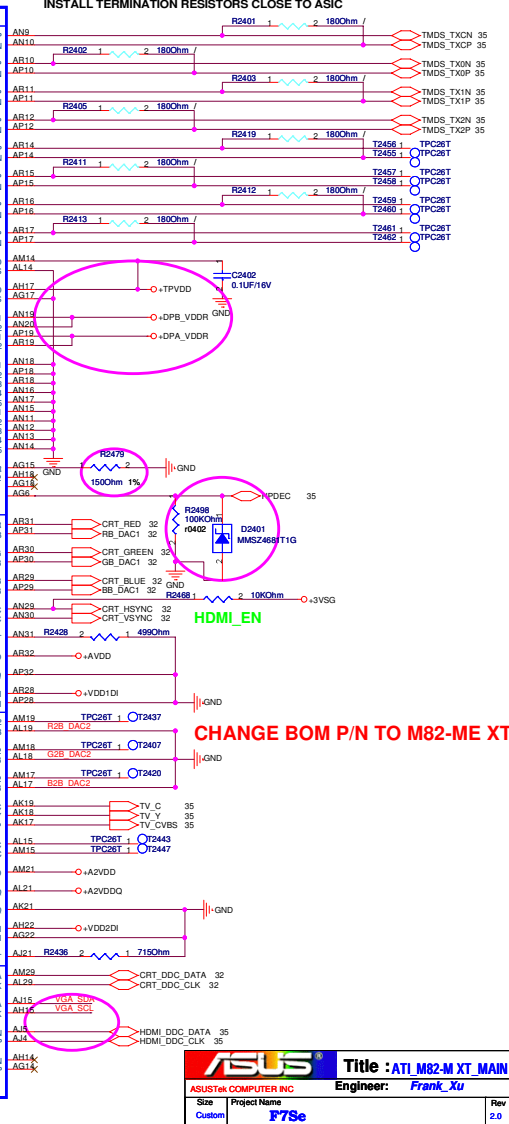 INSTALL TERMINATION RESISTORS CLOSE TO ASIC
R2401 1 2 180Ohm /
AN9 TMDS_TXCN 35
AN10 TMDS_TXCP 35
R2402 1 2 180Ohm /
AR10 TMDS_TX0N 35
AP10 TMDS_TX0P 35
R2403 1 2 180Ohm /
AR11 TMDS_TX1N 35
AP11 TMDS_TX1P 35
R2405 1 2 180Ohm /
AR12 TMDS_TX2N 35
AP12 TMDS_TX2P 35
R2419 1 2 180Ohm /
AR14 T2456 1 TPC26T
AP14 T2455 1 TPC26T
R2411 1 2 180Ohm /
AR15 T2457 1 TPC26T
AP15 T2458 1 TPC26T
R2412 1 2 180Ohm /
AR16 T2459 1 TPC26T
AP16 T2460 1 TPC26T
R2413 1 2 180Ohm /
AR17 T2461 1 TPC26T
AP17 T2462 1 TPC26T
AM14
AL14
C2402
0.1UF/16V
AH17 +TPVDD
AG17
GND
AN19 +DPB_VDDR
AN20
AP19 +DPA_VDDR
AR19
AN18
AP18
AR18
AN16
AN17
AN15
AN11
AN12
AN13
AN14
R2479
AG15 1 2 GND
AH18 GND
150Ohm 1%
AG18
AG6 HPDEC 35
R2498
100KOhm
r0402
D2401
MMSZ4681T1G
AR31 CRT_RED 32
AP31 RB_DAC1 32
AR30 CRT_GREEN 32
AP30 GB_DAC1 32
AR29 CRT_BLUE 32
AP29 BB_DAC1 32
GND
R2468 1 2 10KOhm +3VSG
AN29 CRT_HSYNC 32
AN30 CRT_VSYNC 32
HDMI_EN
AN31 R2428 2 1 499Ohm
AR32 +AVDD
AP32
AR28 +VDD1DI
AP28 GND
AM19 TPC26T 1 T2437
AL19 R2B_DAC2
CHANGE BOM P/N TO M82-ME XT
AM18 TPC26T 1 T2407
AL18 G2B_DAC2 GND
AM17 TPC26T 1 T2420
AL17 B2B_DAC2
AK19 TV_C 35
AK18 TV_Y 35
AK17 TV_CVBS 35
AL15 TPC26T 1 T2443
AM15 TPC26T 1 T2447
AM21 +A2VDD
AL21 +A2VDDQ
AK21 GND
AH22 +VDD2DI
AG22
AJ21 R2436 2 1 715Ohm
AM29 CRT_DDC_DATA 32
AL29 CRT_DDC_CLK 32
AJ15 VGA_SDA
AH15 VGA_SCL
AJ5 HDMI_DDC_DATA 35
AJ4 HDMI_DDC_CLK 35
AH14
AG14
ASUS ® Title : ATI_M82-M XT_MAIN
ASUSTeK COMPUTER INC Engineer: Frank_Xu
Size Project Name Rev
Custom F7Se 2.0